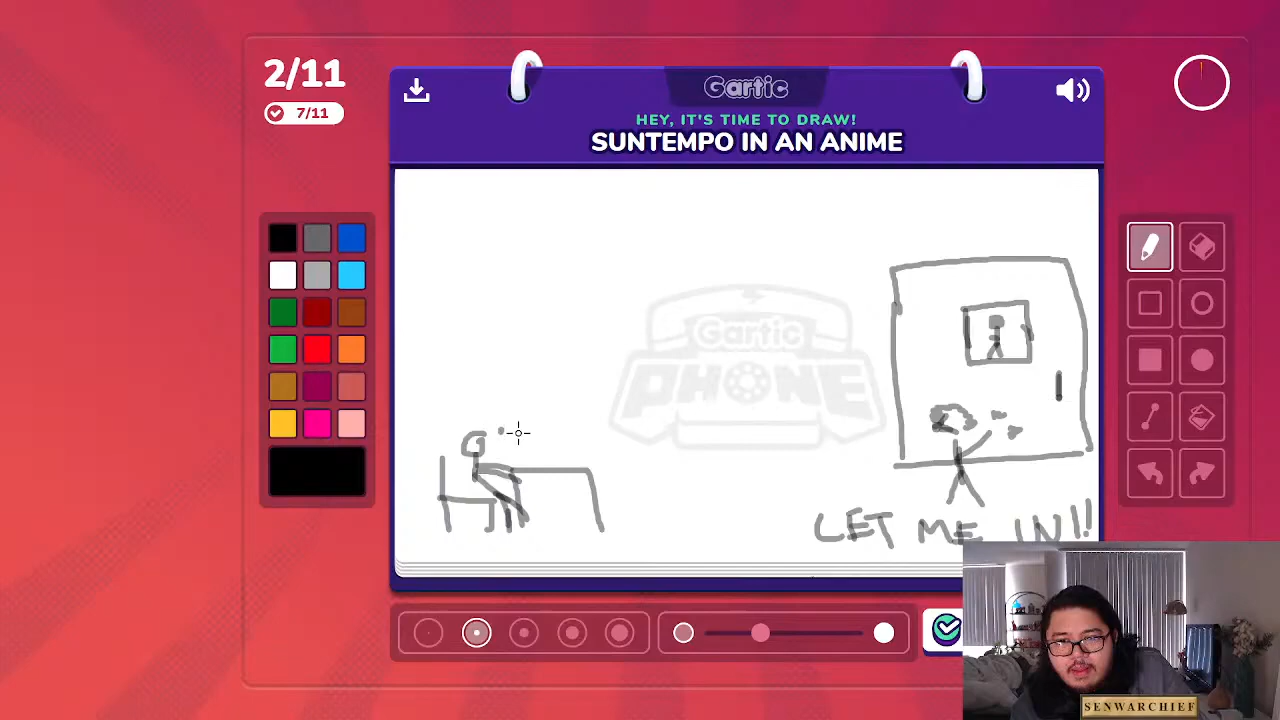 2/11
7/11
Gartic
HEY, IT'S TIME TO DRAW!
SUNTEMPO IN AN ANIME
Gartic
PHONE
LET ME IN!!
SENWARCHIEF